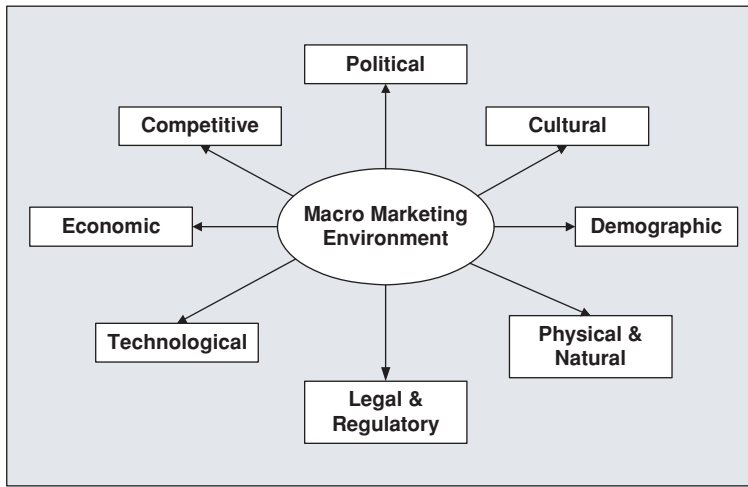 Political
Competitive
Cultural
Macro Marketing
Environment
Economic
Demographic
Technological
Physical &
Natural
Legal &
Regulatory